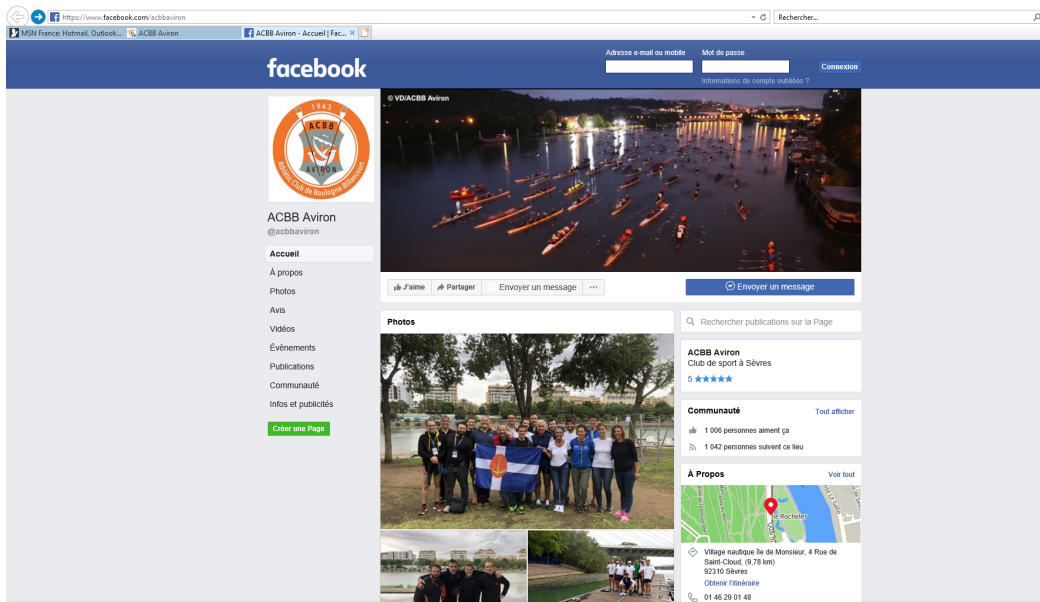 https://www.facebook.com/acbbaviron
Rechercher...
MSN France: Hotmail, Outlook...
ACBB Aviron
ACBB Aviron - Accueil | Fac...
facebook
Adresse e-mail ou mobile
Mot de passe
Connexion
Informations de compte oubliées ?
1943
ACBB
AVIRON
Athlétic Club de Boulogne Billancourt
© VD/ACBB Aviron
ACBB Aviron
@acbbaviron
Accueil
À propos
Photos
Avis
Vidéos
Évènements
Publications
Communauté
Infos et publicités
Créer une Page
J'aime
Partager
Envoyer un message
Envoyer un message
Photos
Rechercher publications sur la Page
ACBB Aviron
Club de sport à Sèvres
5
Communauté
Tout afficher
1 006 personnes aiment ça
1 042 personnes suivent ce lieu
À Propos
Voir tout
Village nautique île de Monsieur, 4 Rue de
Saint-Cloud, (9,78 km)
92310 Sèvres
Obtenir l'itinéraire
01 46 29 01 48